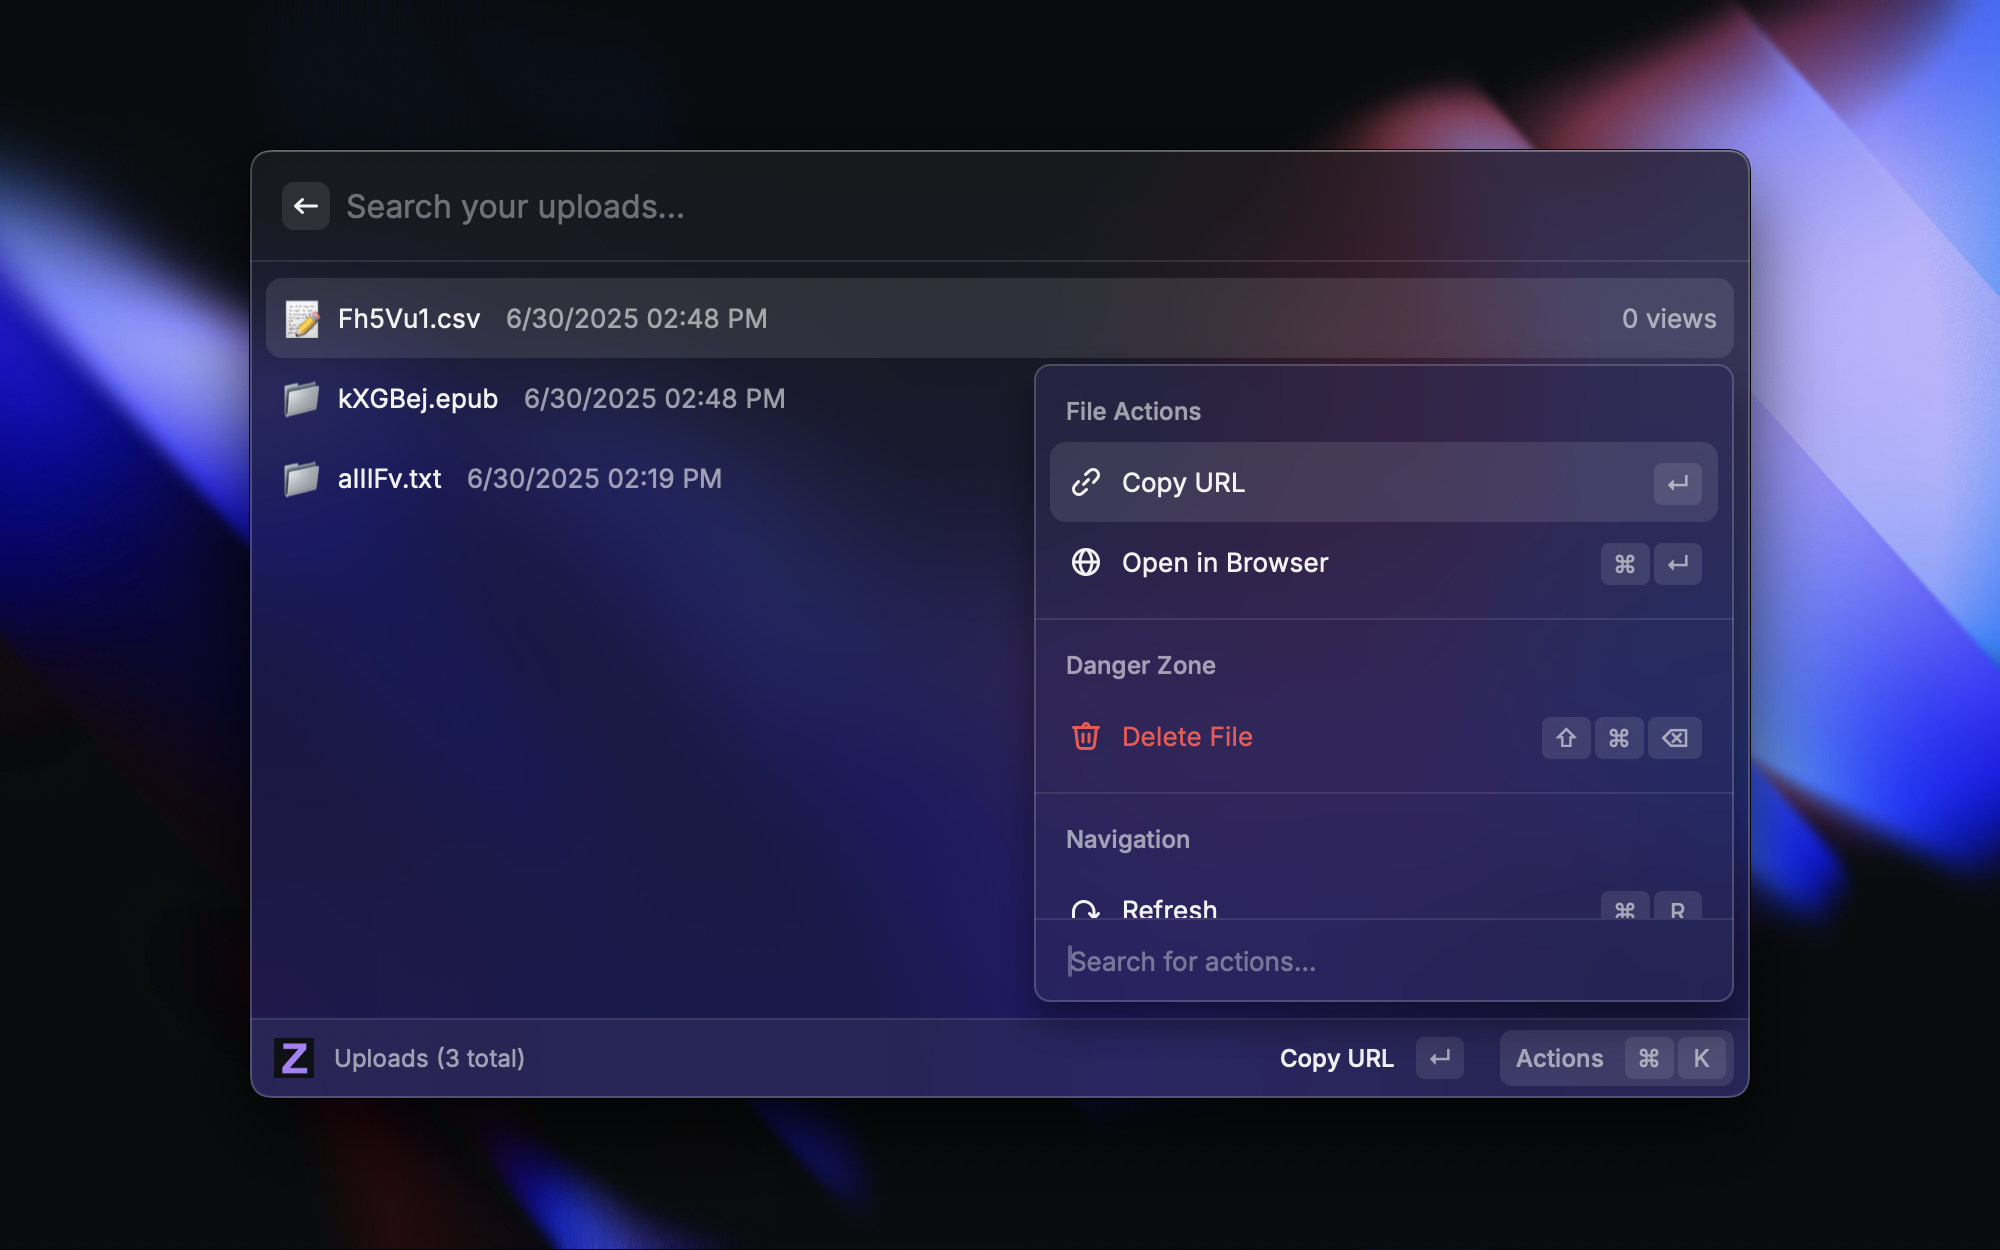 Search your uploads...
Fh5Vu1.csv 6/30/2025 02:48 PM 0 views
kXGBej.epub 6/30/2025 02:48 PM
alllFv.txt 6/30/2025 02:19 PM
File Actions
Copy URL
Open in Browser ⌘
Danger Zone
Delete File ⌘
Navigation
Refresh ⌘ R
Search for actions...
Z Uploads (3 total) Copy URL Actions ⌘ K